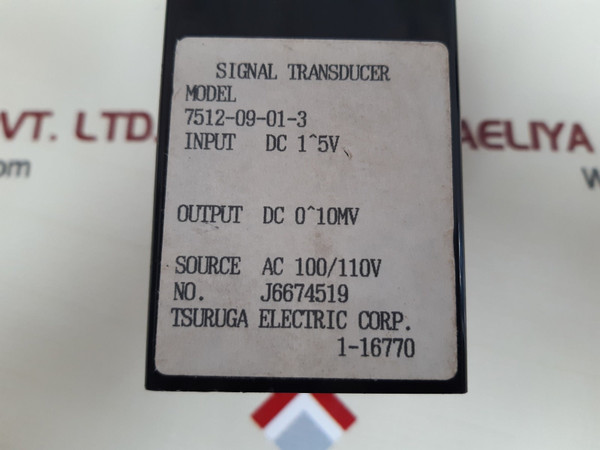 SIGNAL TRANSDUCER
MODEL
7512-09-01-3
INPUT DC 1^5V
OUTPUT DC 0^10MV
SOURCE AC 100/110V
NO. J6674519
TSURUGA ELECTRIC CORP.
1-16770
VT. LTD.
AELIYA
om
W